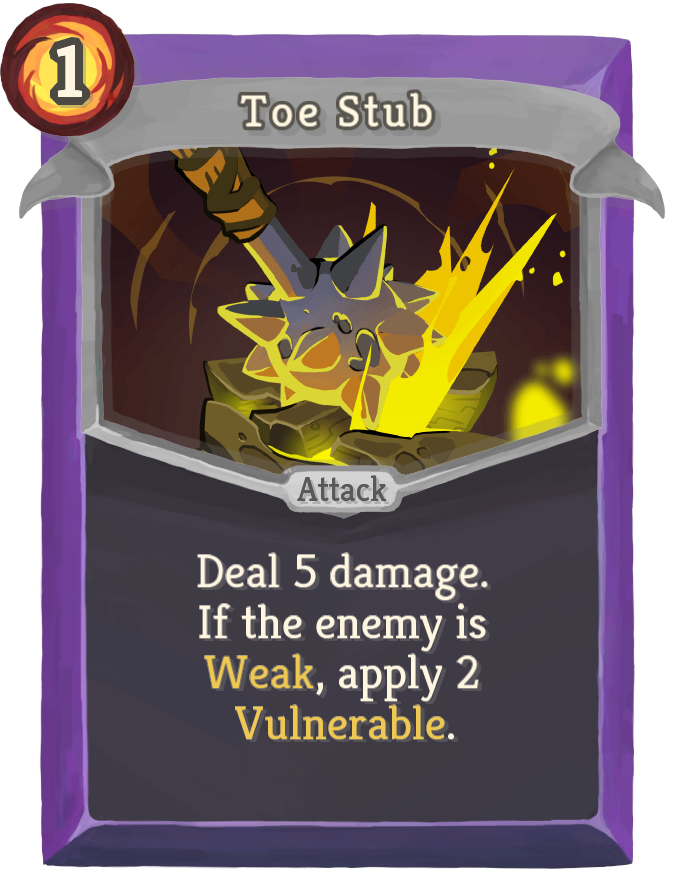 1
Toe Stub
Attack
Deal 5 damage.
If the enemy is
Weak, apply 2
Vulnerable.